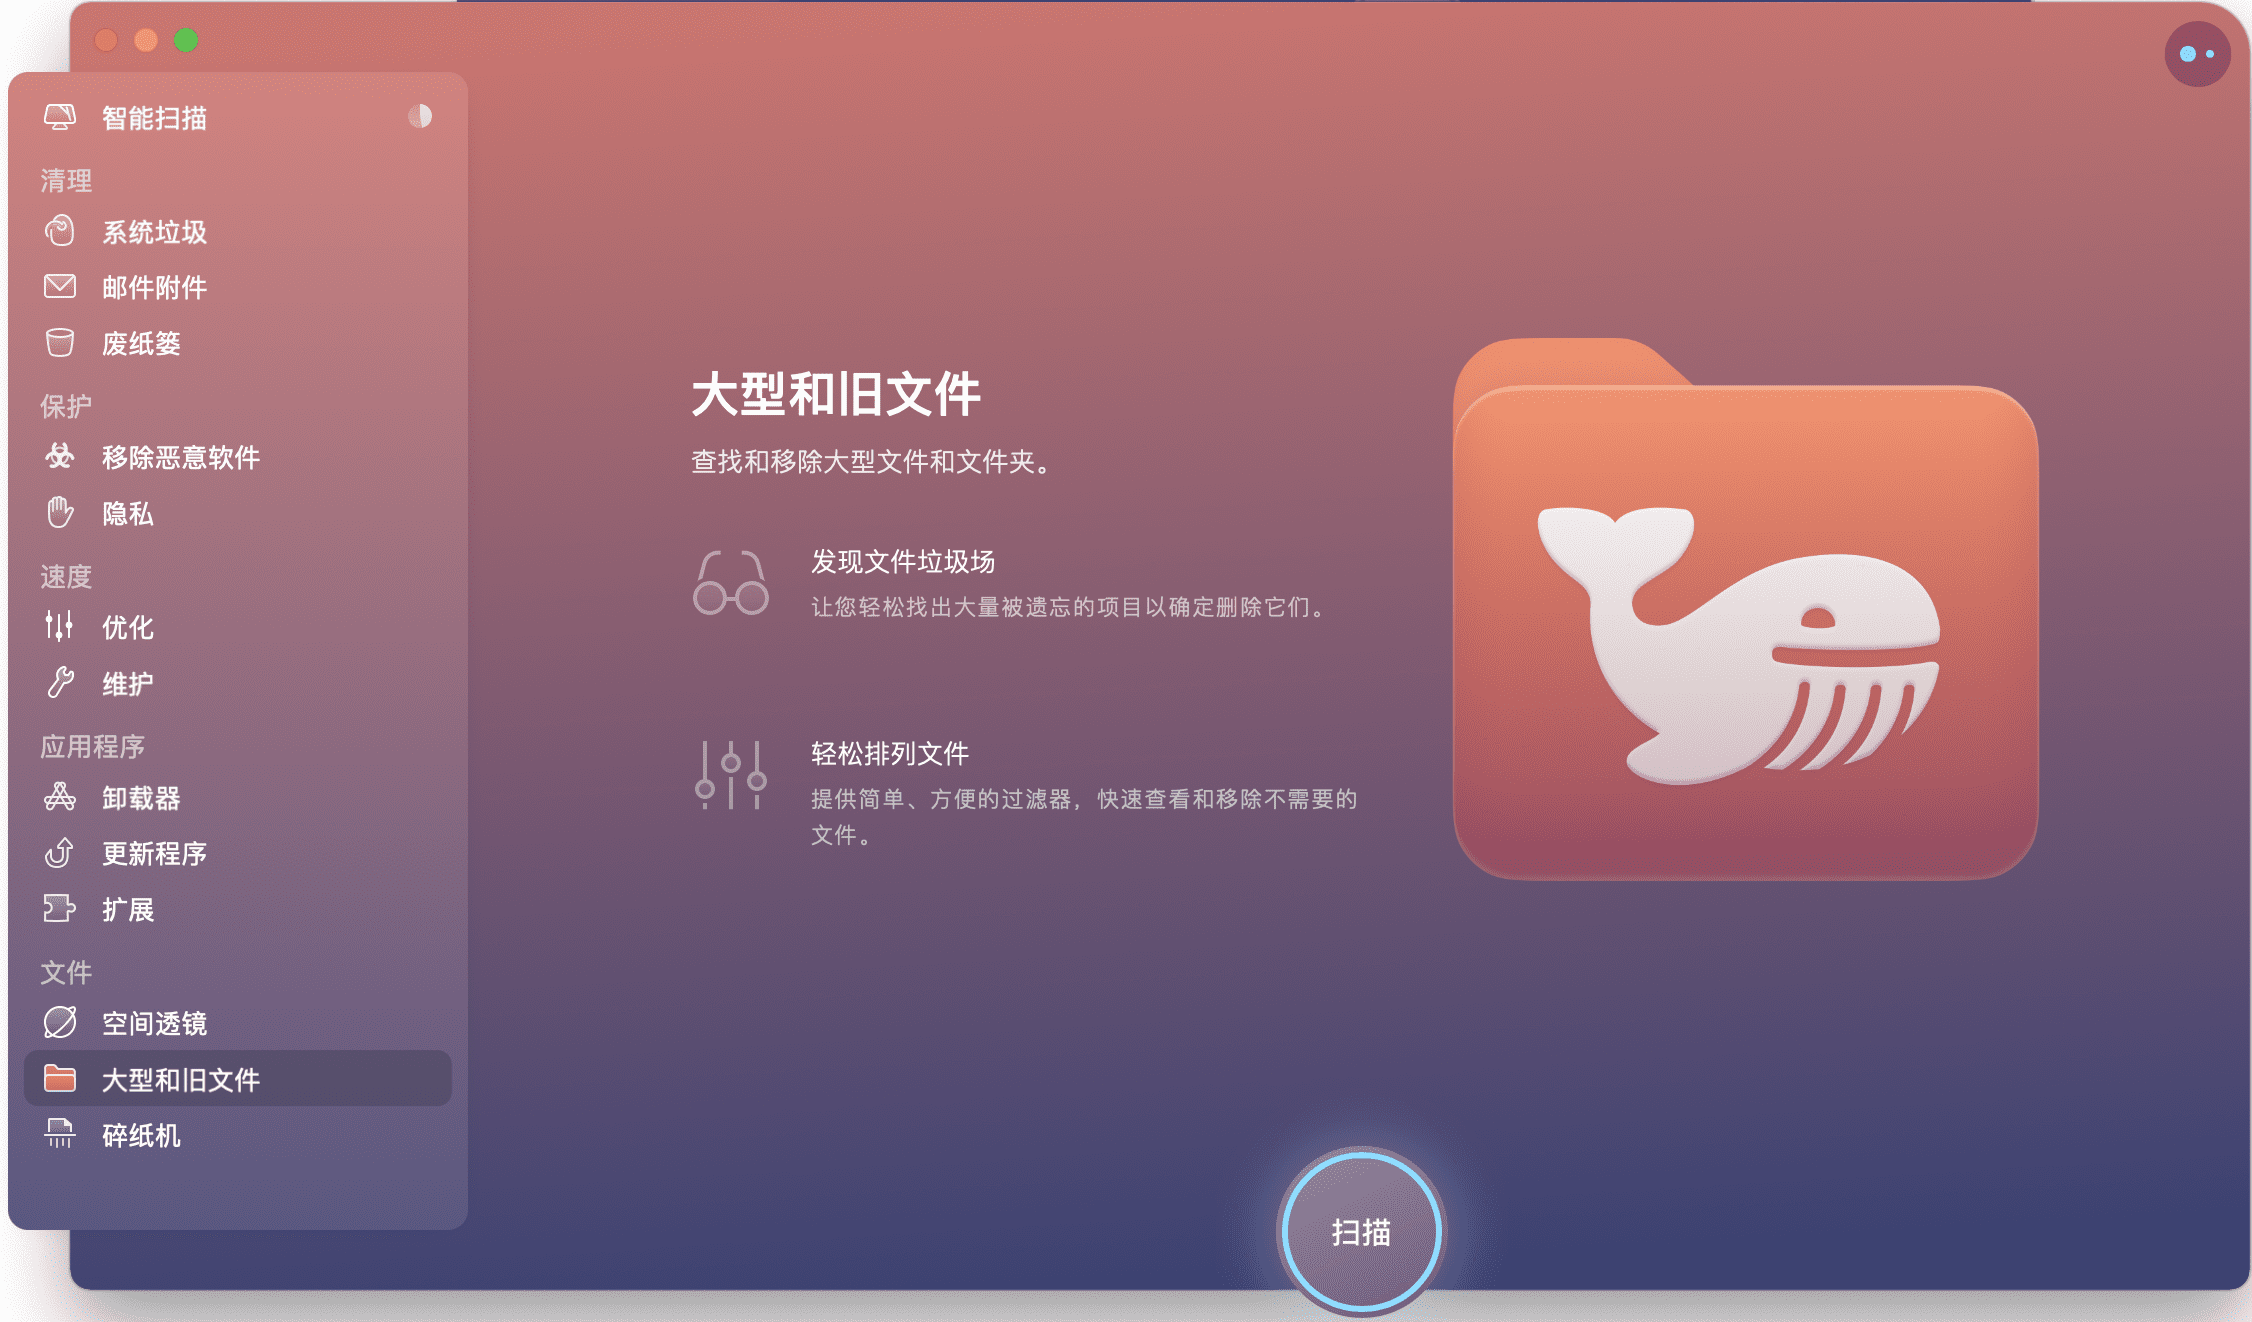 智能扫描
清理
系统垃圾
邮件附件
废纸篓
保护
移除恶意软件
隐私
速度
优化
维护
应用程序
卸载器
更新程序
扩展
文件
空间透镜
大型和旧文件
碎纸机
大型和旧文件
查找和移除大型文件和文件夹。
发现文件垃圾场
让您轻松找出大量被遗忘的项目以确定删除它们。
轻松排列文件
提供简单、方便的过滤器，快速查看和移除不需要的
文件。
扫描